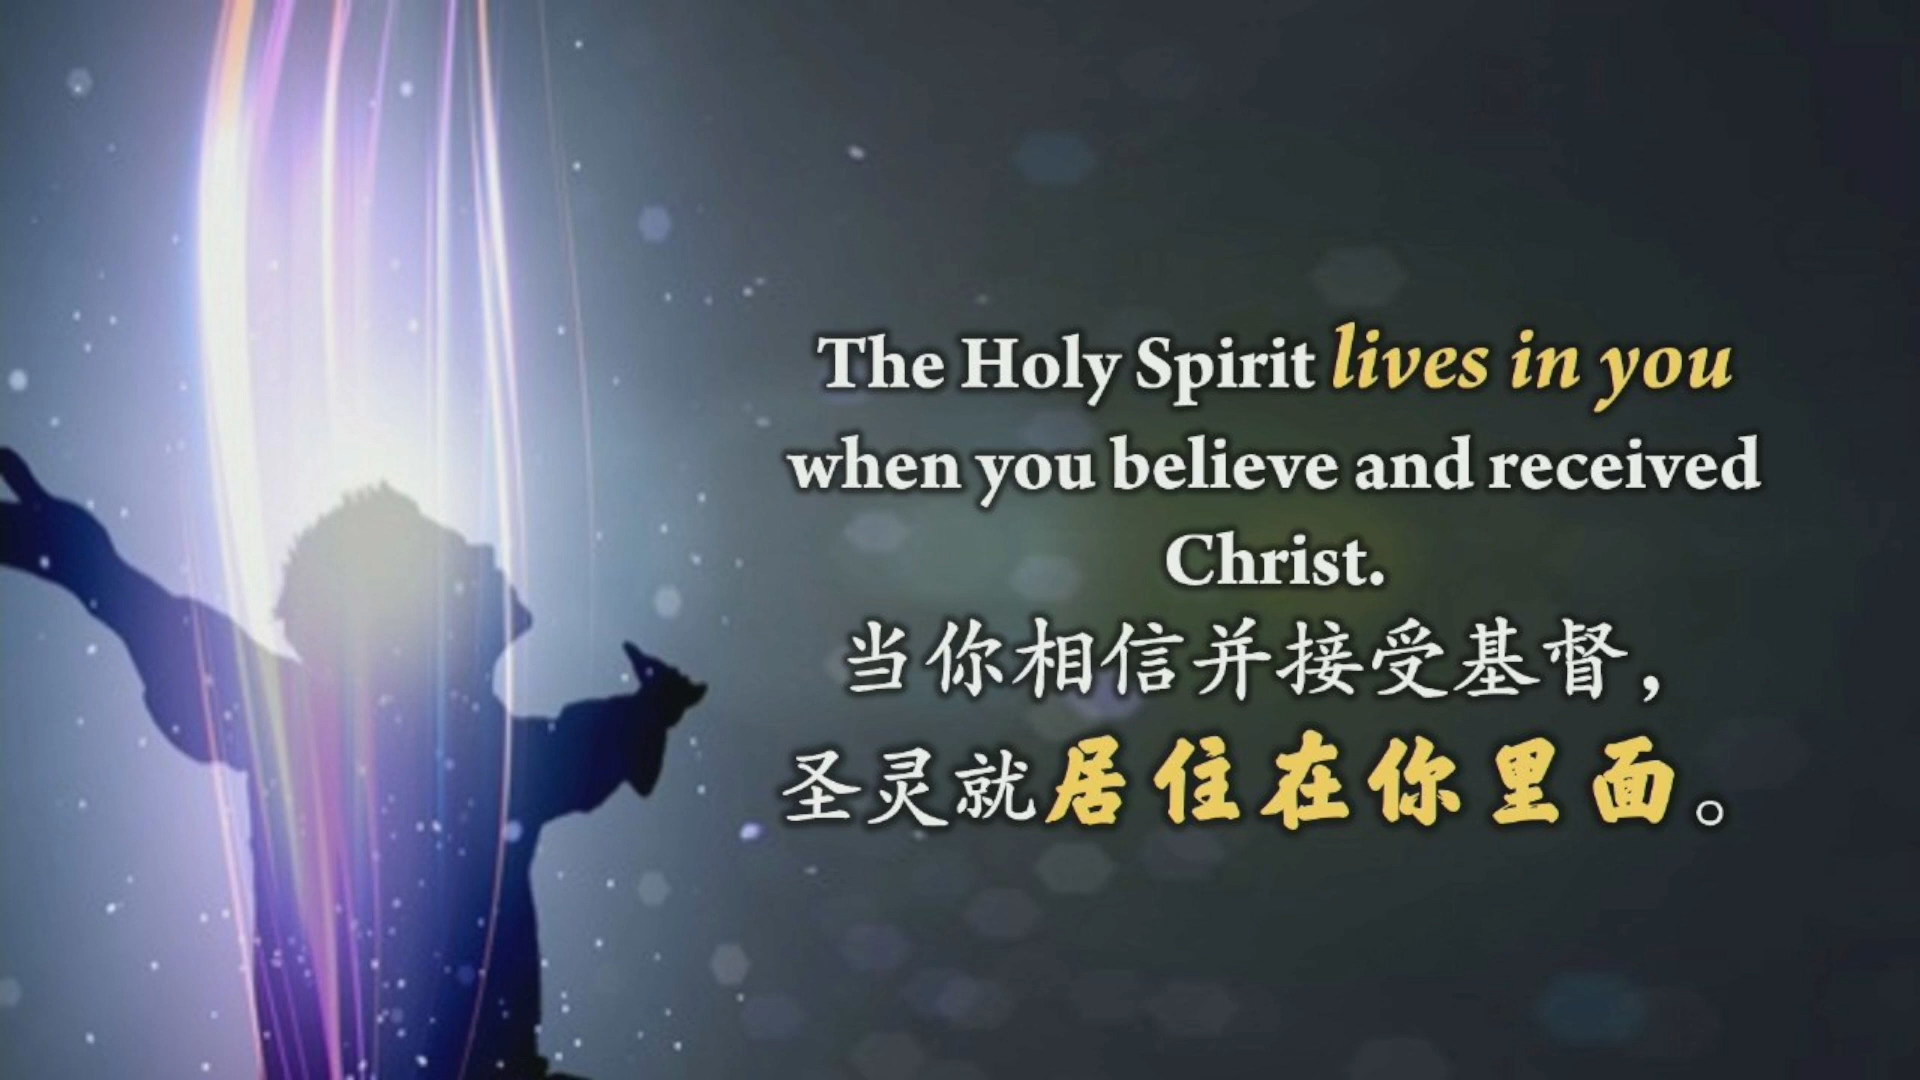 The Holy Spirit lives in you
when you believe and received
Christ.
当你相信并接受基督，
圣灵就居住在你里面。